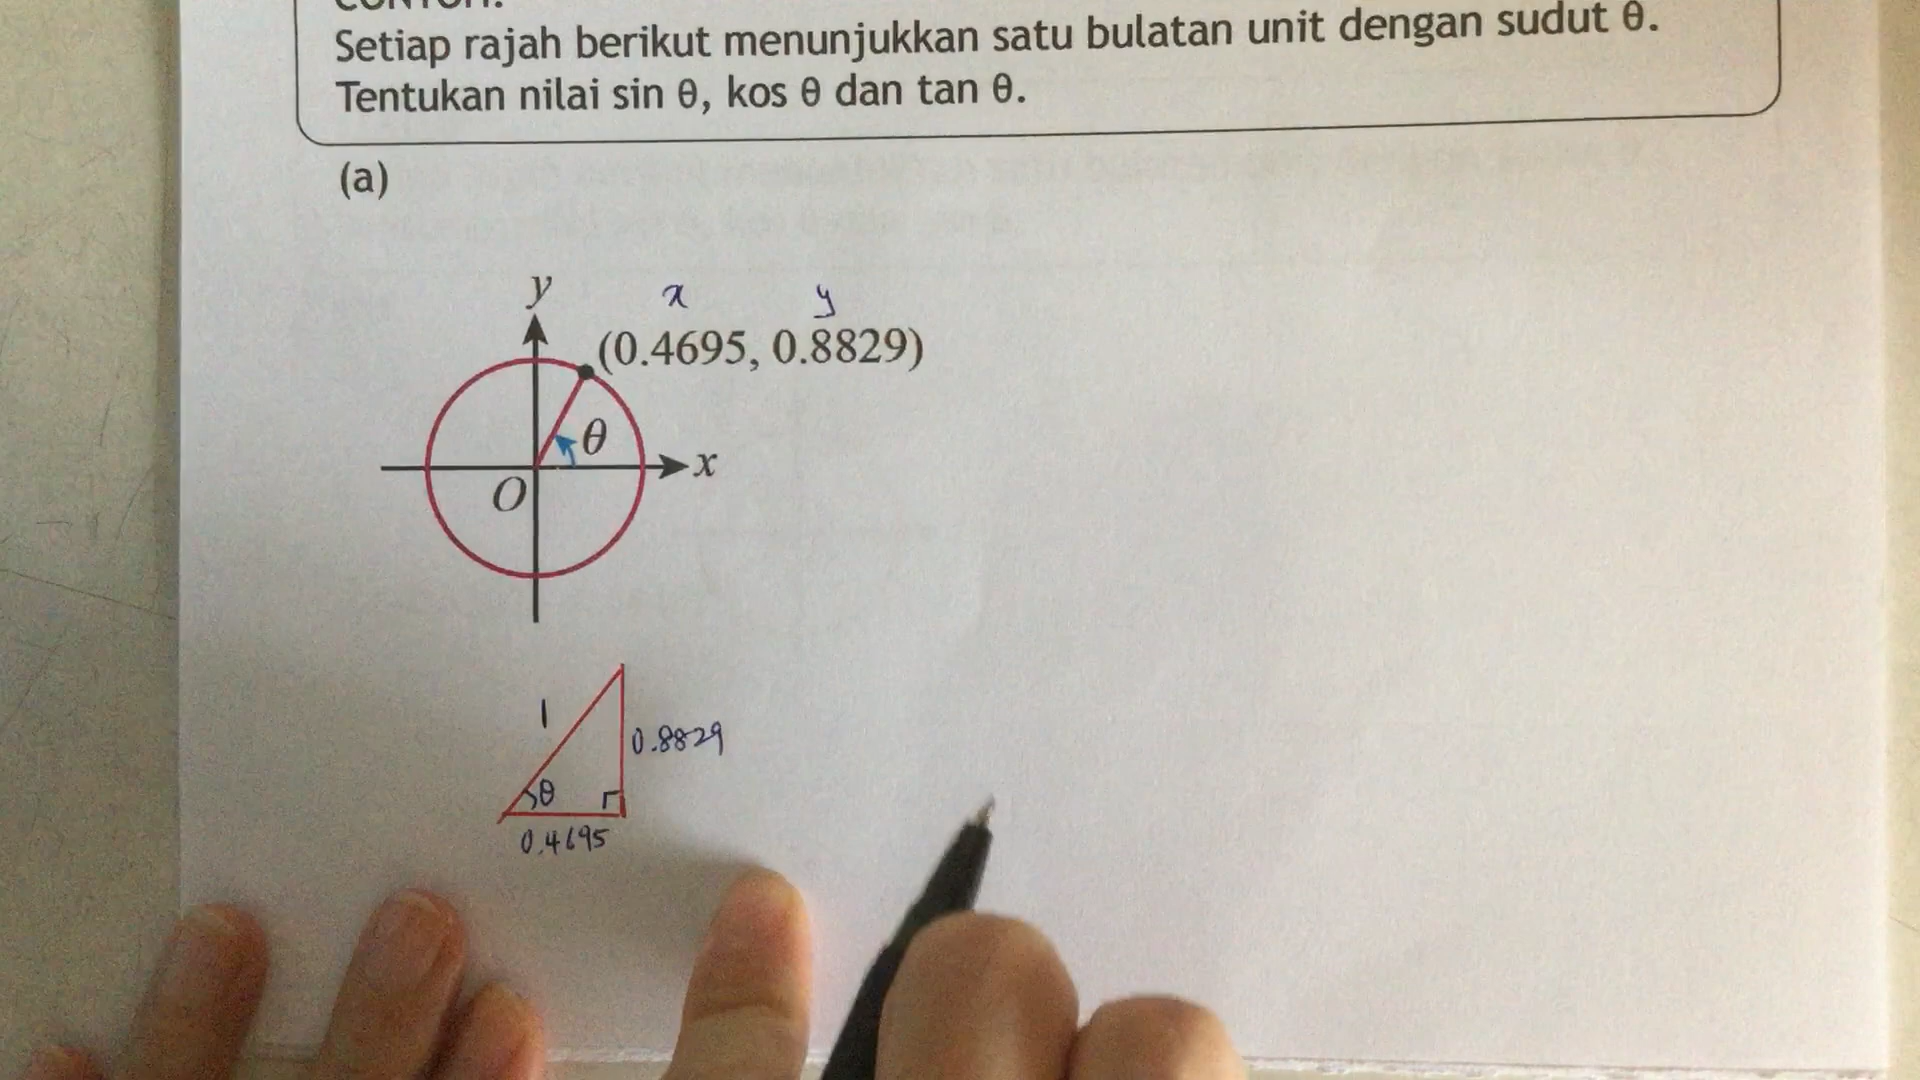 Setiap rajah berikut menunjukkan satu bulatan unit dengan sudut θ.
Tentukan nilai sin θ, kos θ dan tan θ.
(a)
y
x y
(0.4695, 0.8829)
θ
x
O
1
0.8829
θ
0.4695